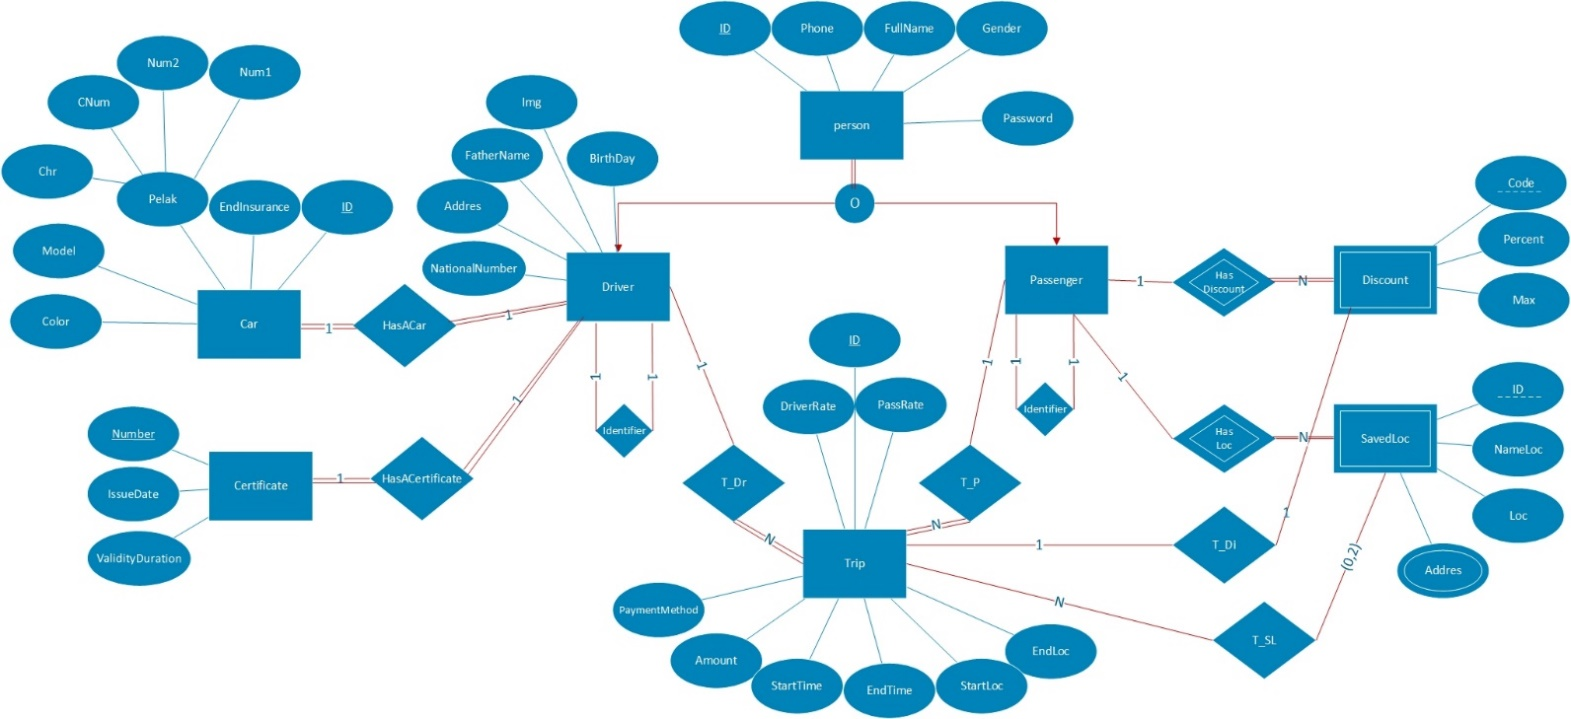 ID
Phone
FullName
Gender
person
Password
O
Num2
Num1
CNum
Chr
Pelak
EndInsurance
ID
Model
Color
Car
1
HasACar
1
Img
FatherName
BirthDay
Addres
NationalNumber
Driver
1
1
Identifier
1
Number
IssueDate
ValidityDuration
Certificate
1
HasACertificate
1
Passenger
1
Has
Discount
N
Discount
Code
Percent
Max
1
1
Identifier
1
1
Has
Loc
N
SavedLoc
ID
NameLoc
Loc
Addres
ID
DriverRate
PassRate
T_Dr
N
T_P
N
Trip
1
T_Di
1
N
T_SL
(0,2)
PaymentMethod
Amount
StartTime
EndTime
StartLoc
EndLoc